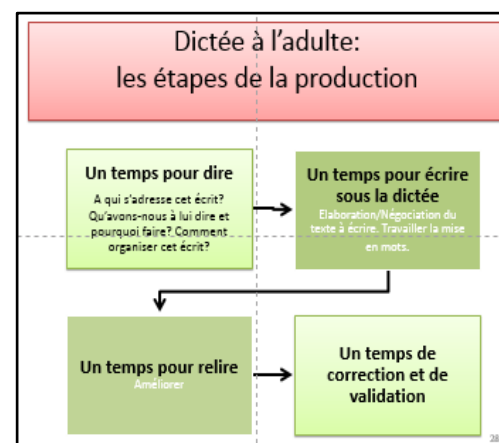 Dictée à l'adulte:
les étapes de la production
Un temps pour dire
A qui s'adresse cet écrit?
Qu'avons-nous à lui dire et
pourquoi faire? Comment
organiser cet écrit?
Un temps pour écrire
sous la dictée
Elaboration/Négociation du
texte à écrire. Travailler la mise
en mots.
Un temps pour relire
Améliorer
Un temps de
correction et de
validation
28